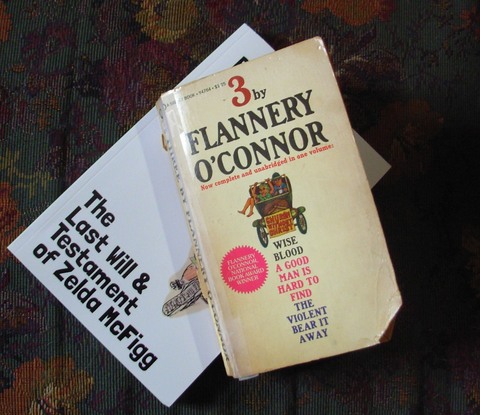 3 by
FLANNERY
O'CONNOR
Now complete and unabridged in one volume:
WISE
BLOOD
A GOOD
MAN IS
HARD TO
FIND
THE
VIOLENT
BEAR IT
AWAY
FLANNERY
O'CONNOR,
NATIONAL
BOOK AWARD
WINNER
The
Last Will &
Testament
of Zelda McFigg